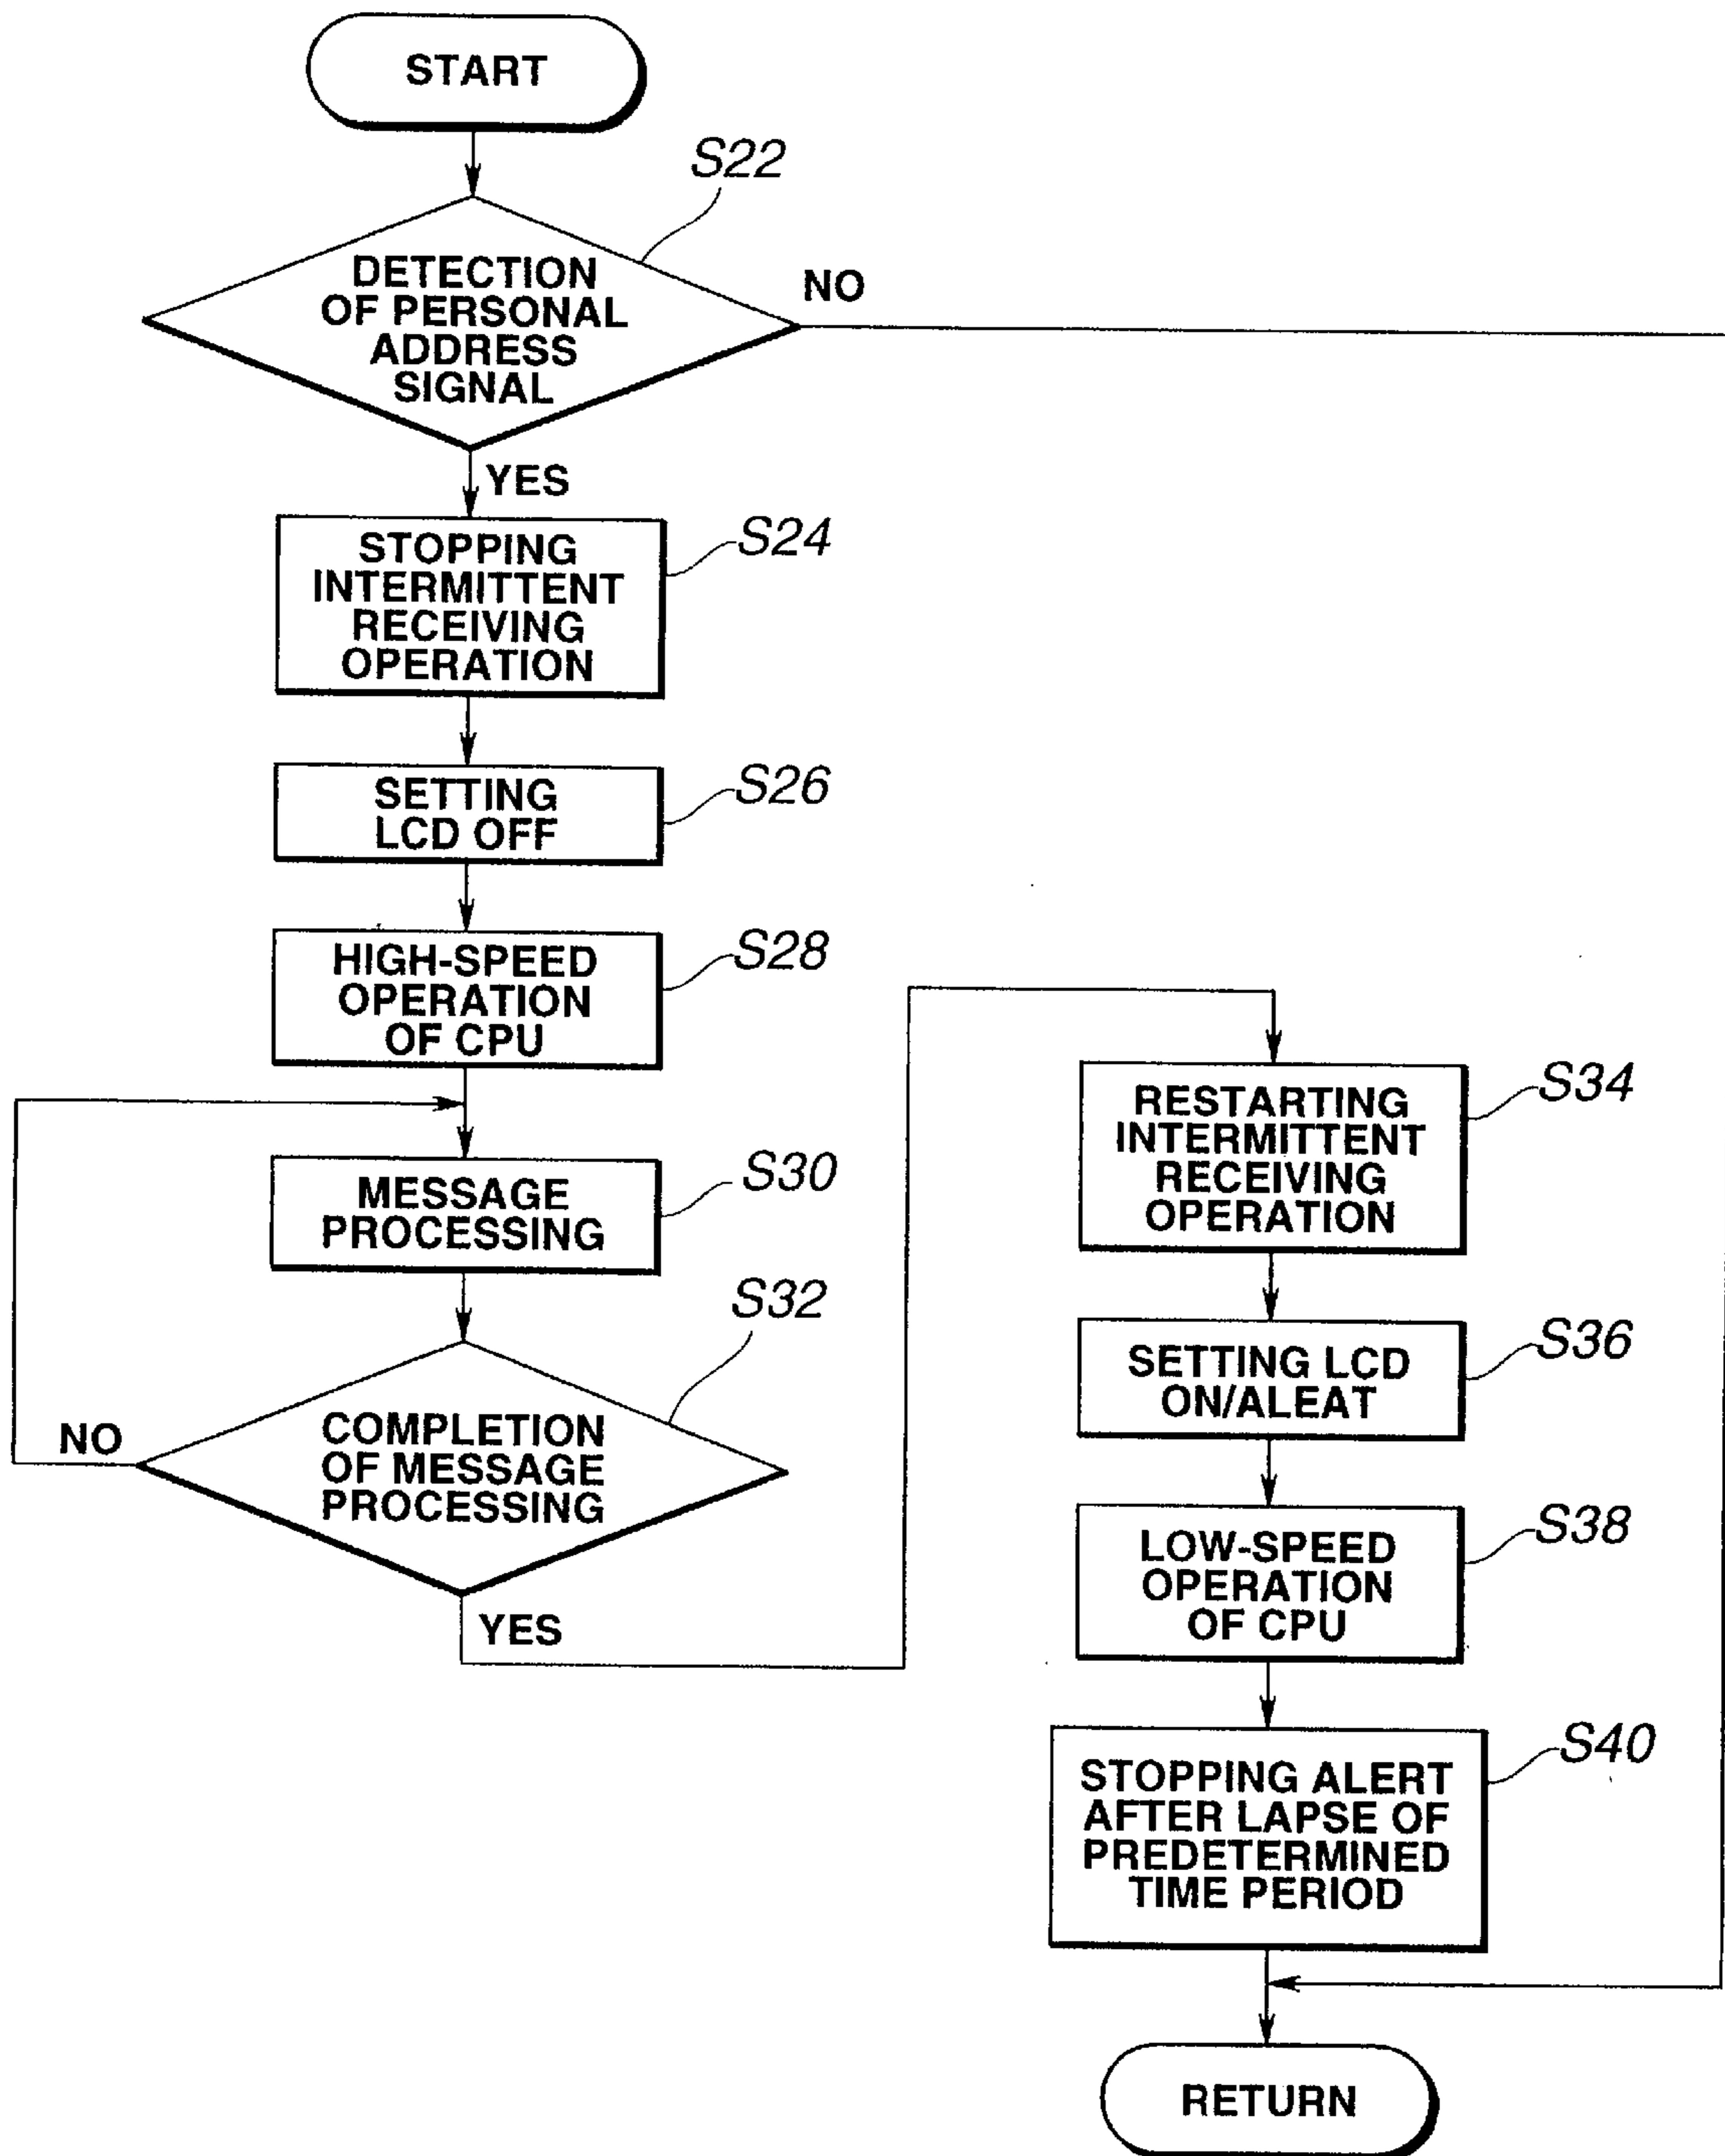 START
S22
DETECTION
OF PERSONAL
ADDRESS
SIGNAL
NO
YES
S24
STOPPING
INTERMITTENT
RECEIVING
OPERATION
S26
SETTING
LCD OFF
S28
HIGH-SPEED
OPERATION
OF CPU
S30
MESSAGE
PROCESSING
S32
COMPLETION
OF MESSAGE
PROCESSING
NO
YES
S34
RESTARTING
INTERMITTENT
RECEIVING
OPERATION
S36
SETTING LCD
ON/ALEAT
S38
LOW-SPEED
OPERATION
OF CPU
S40
STOPPING ALERT
AFTER LAPSE OF
PREDETERMINED
TIME PERIOD
RETURN